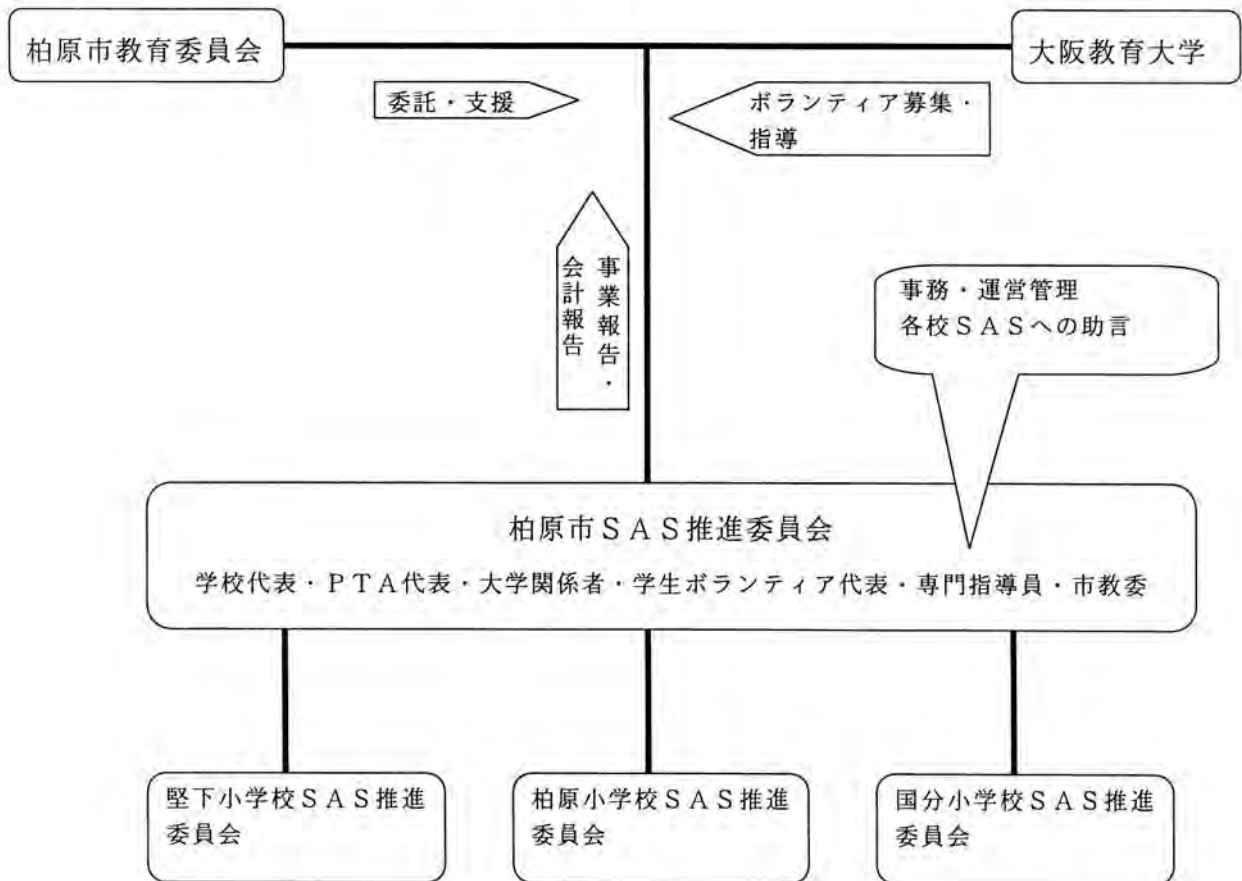 柏原市教育委員会
大阪教育大学
委託・支援
ボランティア募集・
指導
事業報告・
会計報告
事務・運営管理
各校ＳＡＳへの助言
柏原市ＳＡＳ推進委員会
学校代表・ＰＴＡ代表・大学関係者・学生ボランティア代表・専門指導員・市教委
堅下小学校ＳＡＳ推進
委員会
柏原小学校ＳＡＳ推進
委員会
国分小学校ＳＡＳ推進
委員会